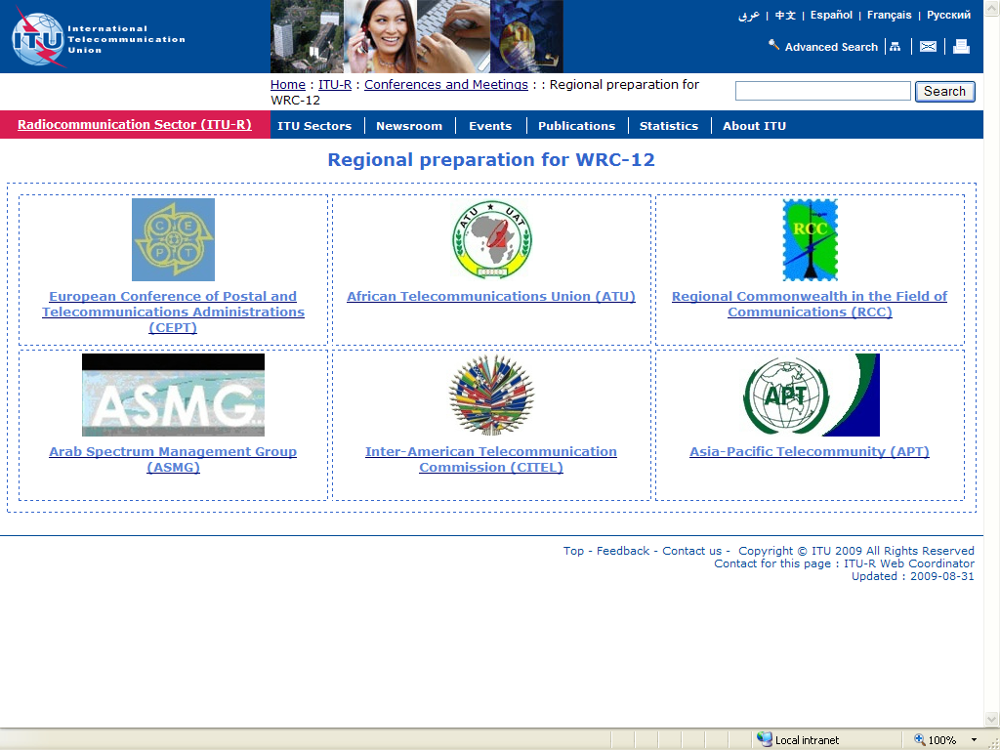 ITU
International
Telecommunication
Union
عربي | 中文 | Español | Français | Русский
Advanced Search
Home : ITU-R : Conferences and Meetings : : Regional preparation for
WRC-12
Search
Radiocommunication Sector (ITU-R)
ITU Sectors | Newsroom | Events | Publications | Statistics | About ITU
Regional preparation for WRC-12
CEPT
European Conference of Postal and
Telecommunications Administrations
(CEPT)
ATU ★ UAT
African Telecommunications Union (ATU)
RCC
Regional Commonwealth in the Field of
Communications (RCC)
ASMG
Arab Spectrum Management Group
(ASMG)
Inter-American Telecommunication
Commission (CITEL)
APT
Asia-Pacific Telecommunity (APT)
Top - Feedback - Contact us - Copyright © ITU 2009 All Rights Reserved
Contact for this page : ITU-R Web Coordinator
Updated : 2009-08-31
Local intranet
100%